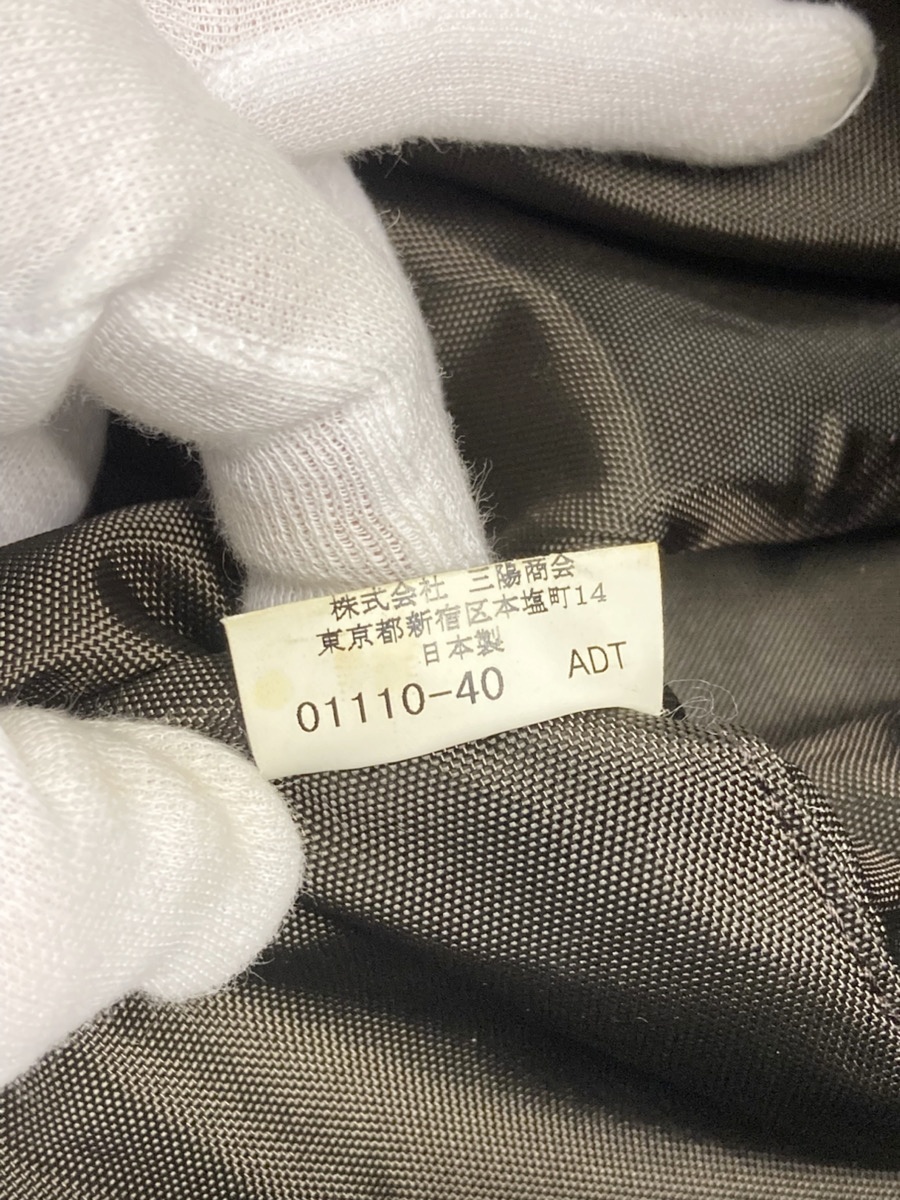 株式会社 三陽商会
東京都新宿区本塩町14
日本製
01110-40 ADT